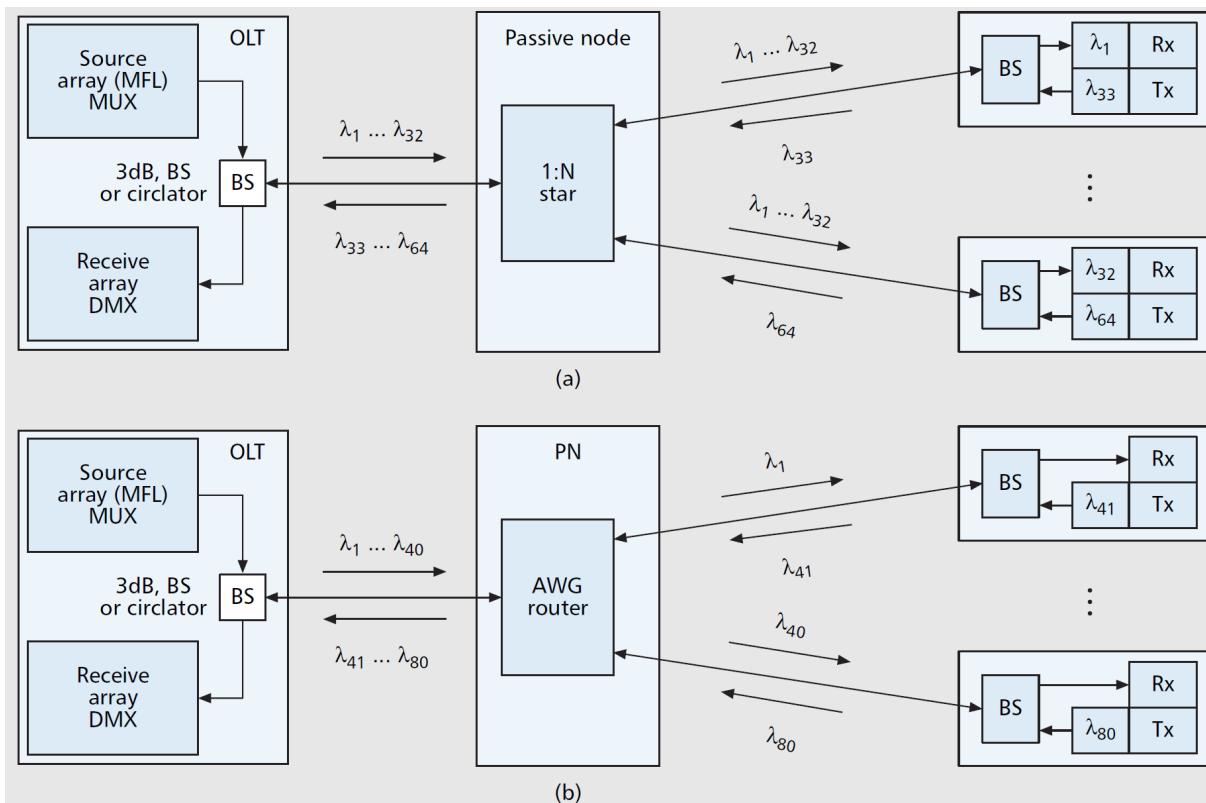 OLT
Source
array (MFL)
MUX
3dB, BS
or circlator
BS
Receive
array
DMX
λ1 ... λ32
λ33 ... λ64
Passive node
1:N
star
λ1 ... λ32
λ33
λ1 ... λ32
λ64
BS
λ1 Rx
λ33 Tx
BS
λ32 Rx
λ64 Tx
(a)
OLT
Source
array (MFL)
MUX
3dB, BS
or circlator
BS
Receive
array
DMX
λ1 ... λ40
λ41 ... λ80
PN
AWG
router
λ1
λ41
λ40
λ80
BS
Rx
λ41 Tx
BS
Rx
λ80 Tx
(b)